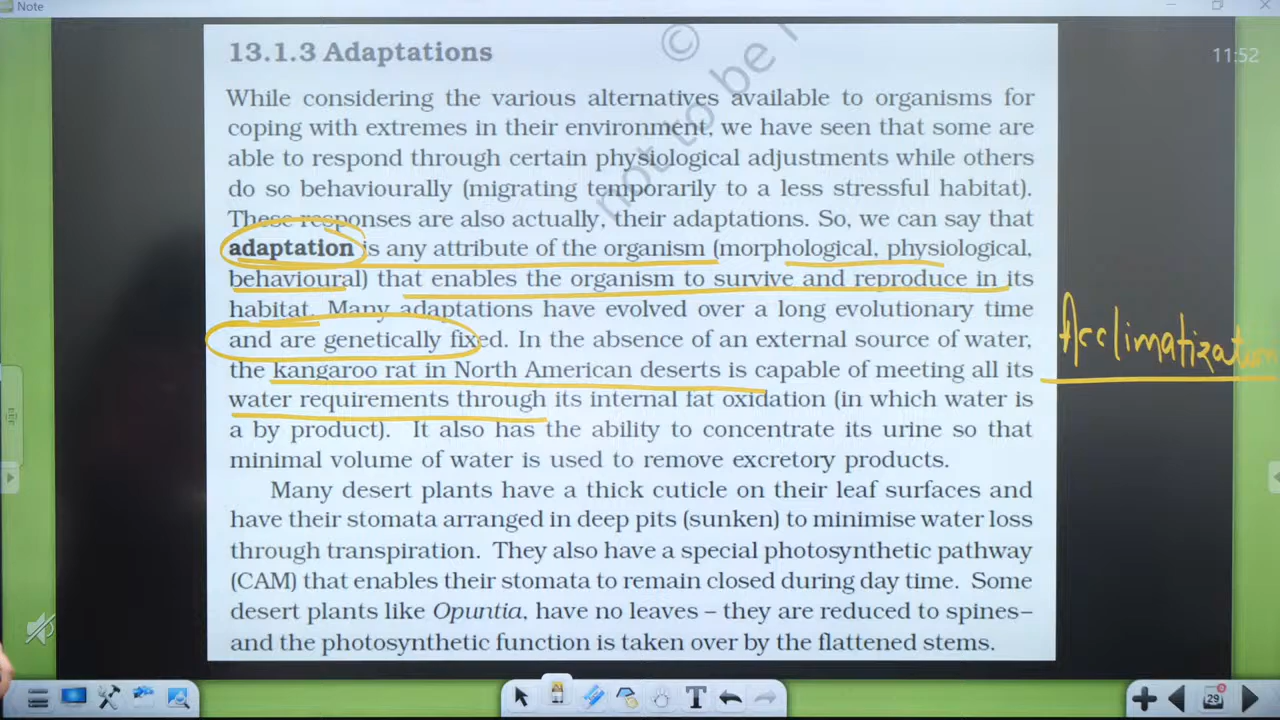 Note
13.1.3 Adaptations
© not to be r
11:52
While considering the various alternatives available to organisms for
coping with extremes in their environment, we have seen that some are
able to respond through certain physiological adjustments while others
do so behaviourally (migrating temporarily to a less stressful habitat).
These responses are also actually, their adaptations. So, we can say that
adaptation is any attribute of the organism (morphological, physiological,
behavioural) that enables the organism to survive and reproduce in its
habitat. Many adaptations have evolved over a long evolutionary time
and are genetically fixed. In the absence of an external source of water,
the kangaroo rat in North American deserts is capable of meeting all its
water requirements through its internal fat oxidation (in which water is
a by product). It also has the ability to concentrate its urine so that
minimal volume of water is used to remove excretory products.
Acclimatization
Many desert plants have a thick cuticle on their leaf surfaces and
have their stomata arranged in deep pits (sunken) to minimise water loss
through transpiration. They also have a special photosynthetic pathway
(CAM) that enables their stomata to remain closed during day time. Some
desert plants like Opuntia, have no leaves – they are reduced to spines–
and the photosynthetic function is taken over by the flattened stems.
T
29